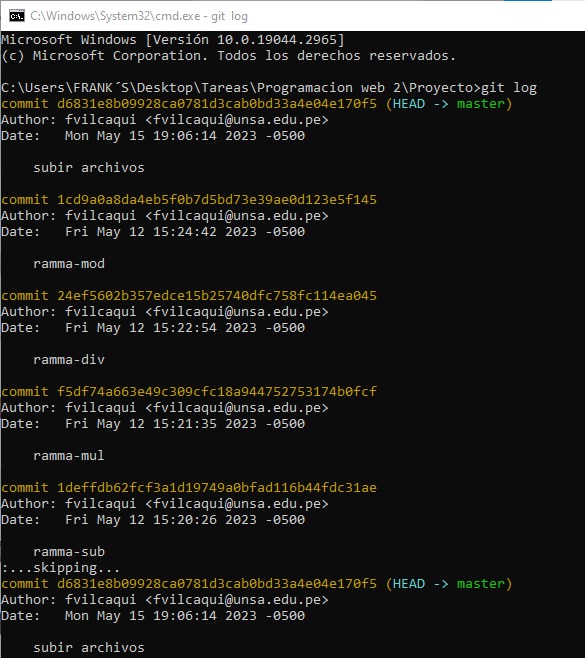 C:\Windows\System32\cmd.exe - git log
Microsoft Windows [Versión 10.0.19044.2965]
(c) Microsoft Corporation. Todos los derechos reservados.
C:\Users\FRANK´S\Desktop\Tareas\Programacion web 2\Proyecto>git log
commit d6831e8b09928ca0781d3cab0bd33a4e04e170f5 (HEAD -> master)
Author: fvilcaqui <fvilcaqui@unsa.edu.pe>
Date:   Mon May 15 19:06:14 2023 -0500
    subir archivos
commit 1cd9a0a8da4eb5f0b7d5bd73e39ae0d123e5f145
Author: fvilcaqui <fvilcaqui@unsa.edu.pe>
Date:   Fri May 12 15:24:42 2023 -0500
    ramma-mod
commit 24ef5602b357edce15b25740dfc758fc114ea045
Author: fvilcaqui <fvilcaqui@unsa.edu.pe>
Date:   Fri May 12 15:22:54 2023 -0500
    ramma-div
commit f5df74a663e49c309cfc18a944752753174b0fcf
Author: fvilcaqui <fvilcaqui@unsa.edu.pe>
Date:   Fri May 12 15:21:35 2023 -0500
    ramma-mul
commit 1deffdb62fcf3a1d19749a0bfad116b44fdc31ae
Author: fvilcaqui <fvilcaqui@unsa.edu.pe>
Date:   Fri May 12 15:20:26 2023 -0500
    ramma-sub
:...skipping...
commit d6831e8b09928ca0781d3cab0bd33a4e04e170f5 (HEAD -> master)
Author: fvilcaqui <fvilcaqui@unsa.edu.pe>
Date:   Mon May 15 19:06:14 2023 -0500
    subir archivos